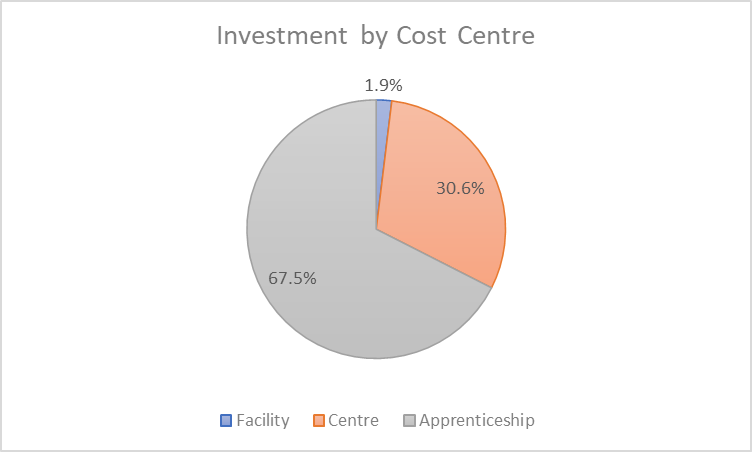 Investment by Cost Centre
1.9%
30.6%
67.5%
Facility Centre Apprenticeship